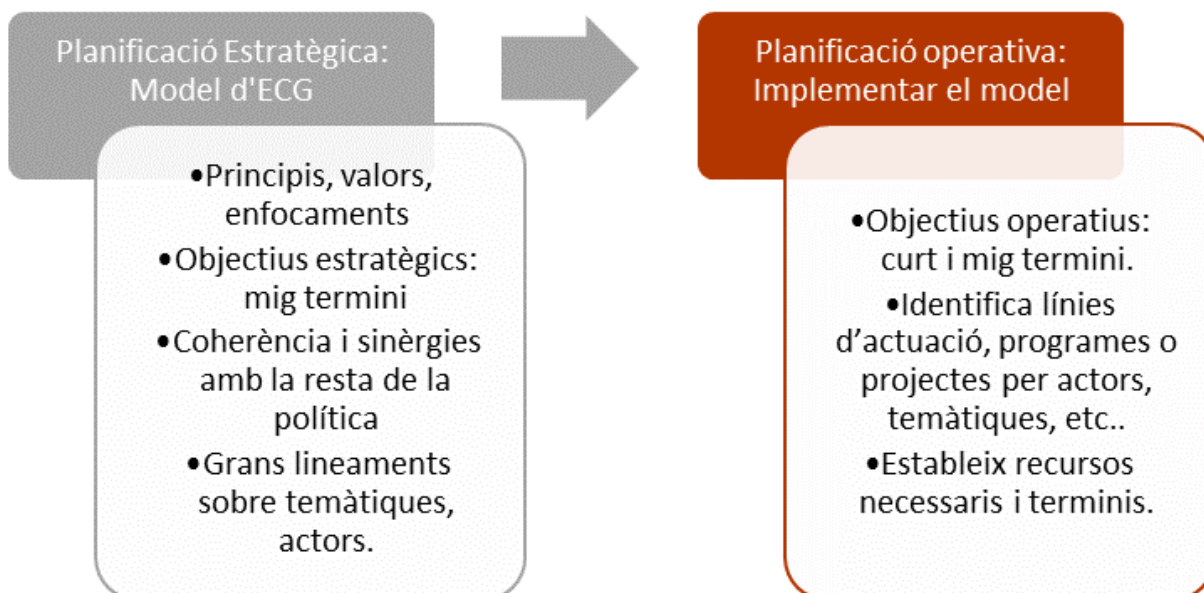 Planificació Estratègica:
Model d'ECG
•Principis, valors,
enfocaments
•Objectius estratègics:
mig termini
•Coherència i sinèrgies
amb la resta de la
política
•Grans lineaments
sobre temàtiques,
actors.
Planificació operativa:
Implementar el model
•Objectius operatius:
curt i mig termini.
•Identifica línies
d’actuació, programes o
projectes per actors,
temàtiques, etc..
•Estableix recursos
necessaris i terminis.